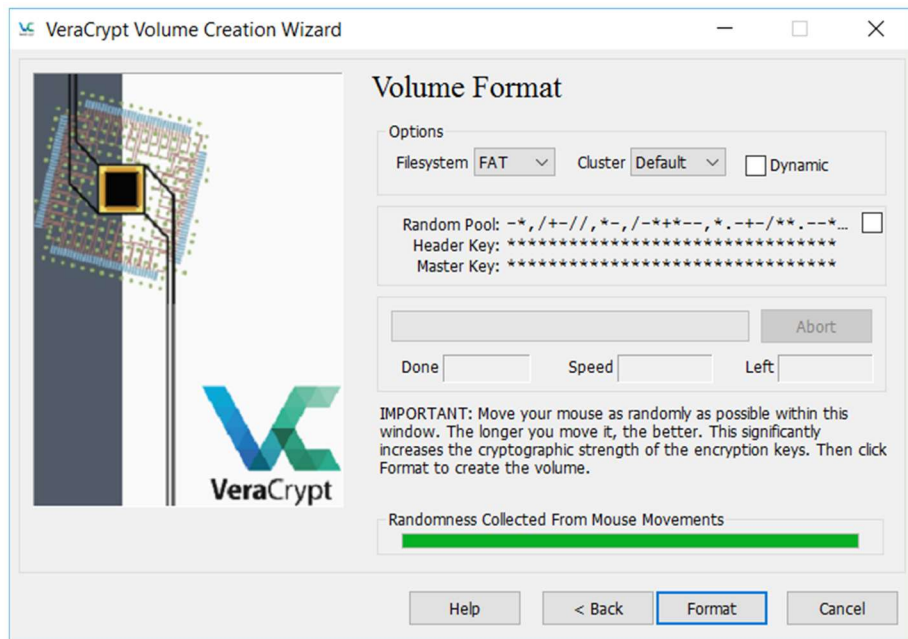 VeraCrypt Volume Creation Wizard
Volume Format
Options
Filesystem FAT Cluster Default Dynamic
Random Pool: -*,/+-//,*-,/-*+*--,*.-+-/**.--*...
Header Key: ********************************
Master Key: ********************************
Abort
Done Speed Left
IMPORTANT: Move your mouse as randomly as possible within this
window. The longer you move it, the better. This significantly
increases the cryptographic strength of the encryption keys. Then click
Format to create the volume.
VeraCrypt
Randomness Collected From Mouse Movements
Help < Back Format Cancel